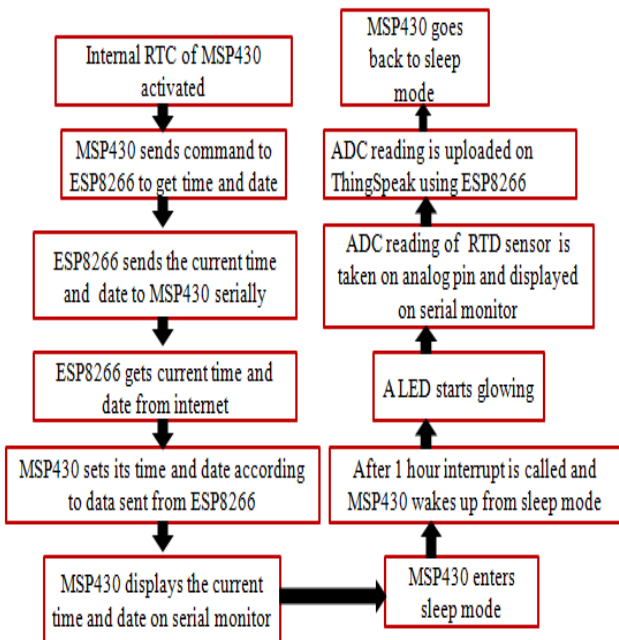 Internal RTC of MSP430
activated
MSP430 sends command to
ESP8266 to get time and date
ESP8266 sends the current time
and date to MSP430 serially
ESP8266 gets current time and
date from internet
MSP430 sets its time and date according
to data sent from ESP8266
MSP430 displays the current
time and date on serial monitor
MSP430 enters
sleep mode
After 1 hour interrupt is called and
MSP430 wakes up from sleep mode
A LED starts glowing
ADC reading of RTD sensor is
taken on analog pin and displayed
on serial monitor
ADC reading is uploaded on
ThingSpeak using ESP8266
MSP430 goes
back to sleep
mode